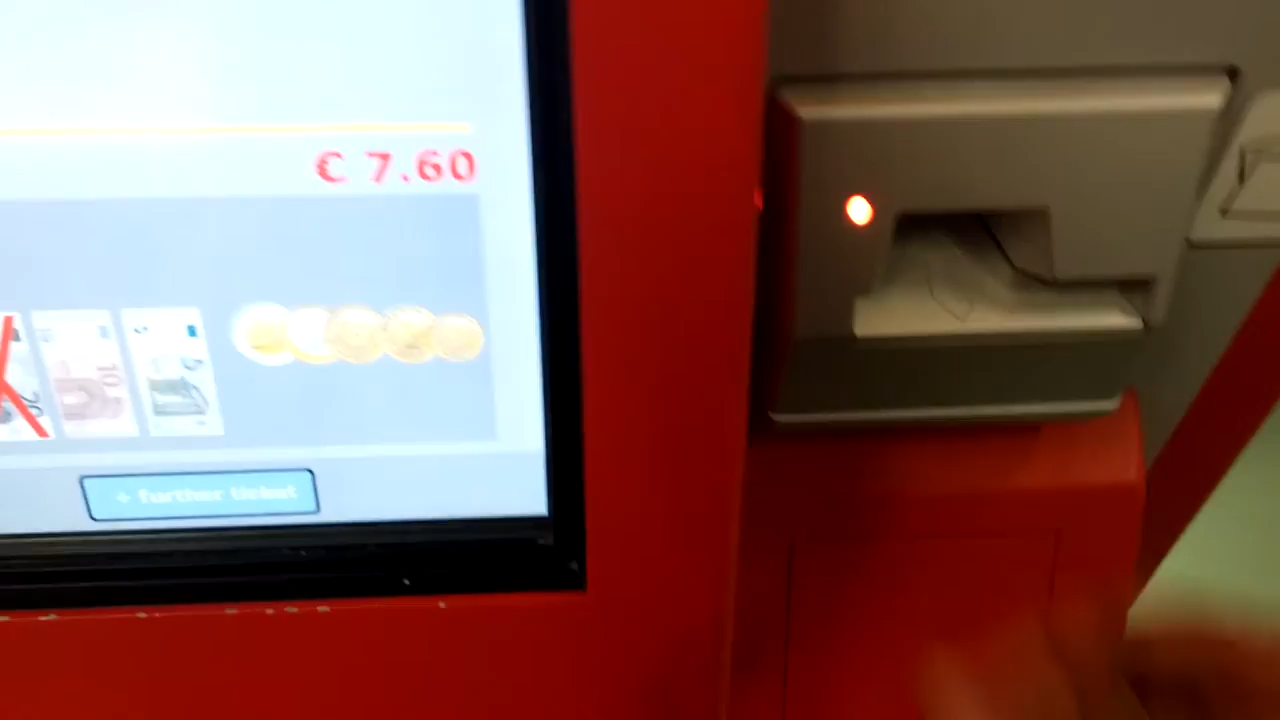 € 7.60
+ further ticket